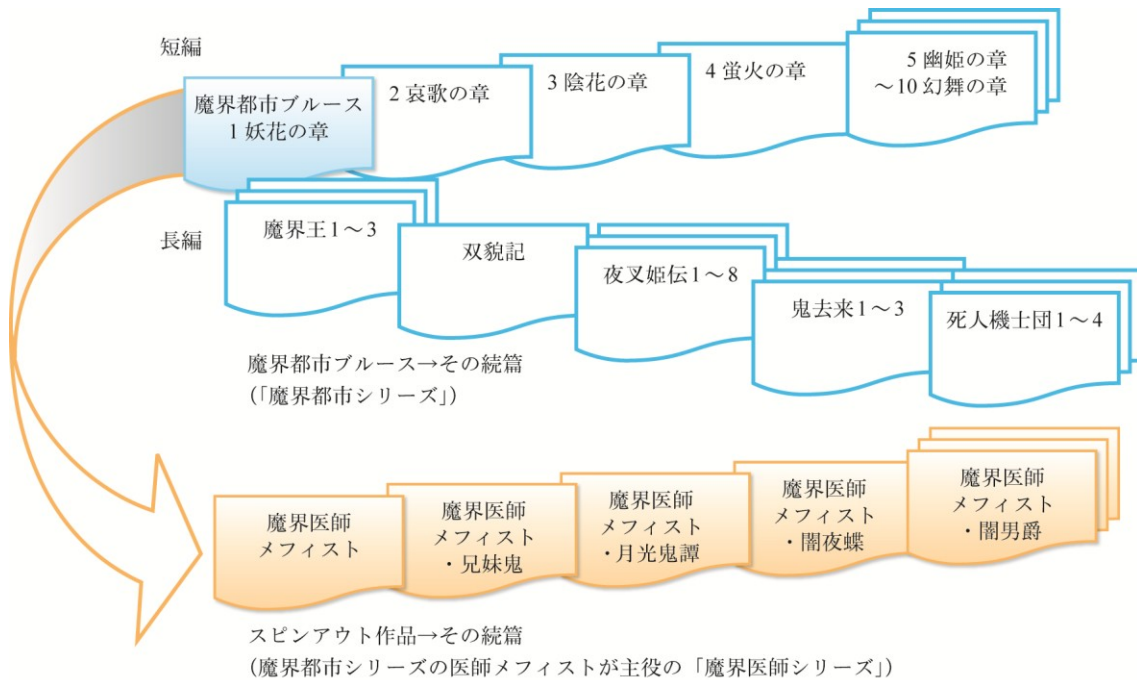 短編
魔界都市ブルース
1 妖花の章
2 哀歌の章
3 陰花の章
4 蛍火の章
5 幽姫の章
～10 幻舞の章
長編
魔界王1～3
双貌記
夜叉姫伝1～8
鬼去来1～3
死人機士団1～4
魔界都市ブルース→その続篇
（「魔界都市シリーズ」）
魔界医師
メフィスト
魔界医師
メフィスト
・兄妹鬼
魔界医師
メフィスト
・月光鬼譚
魔界医師
メフィスト
・闇夜蝶
魔界医師
メフィスト
・闇男爵
スピンアウト作品→その続篇
（魔界都市シリーズの医師メフィストが主役の「魔界医師シリーズ」）